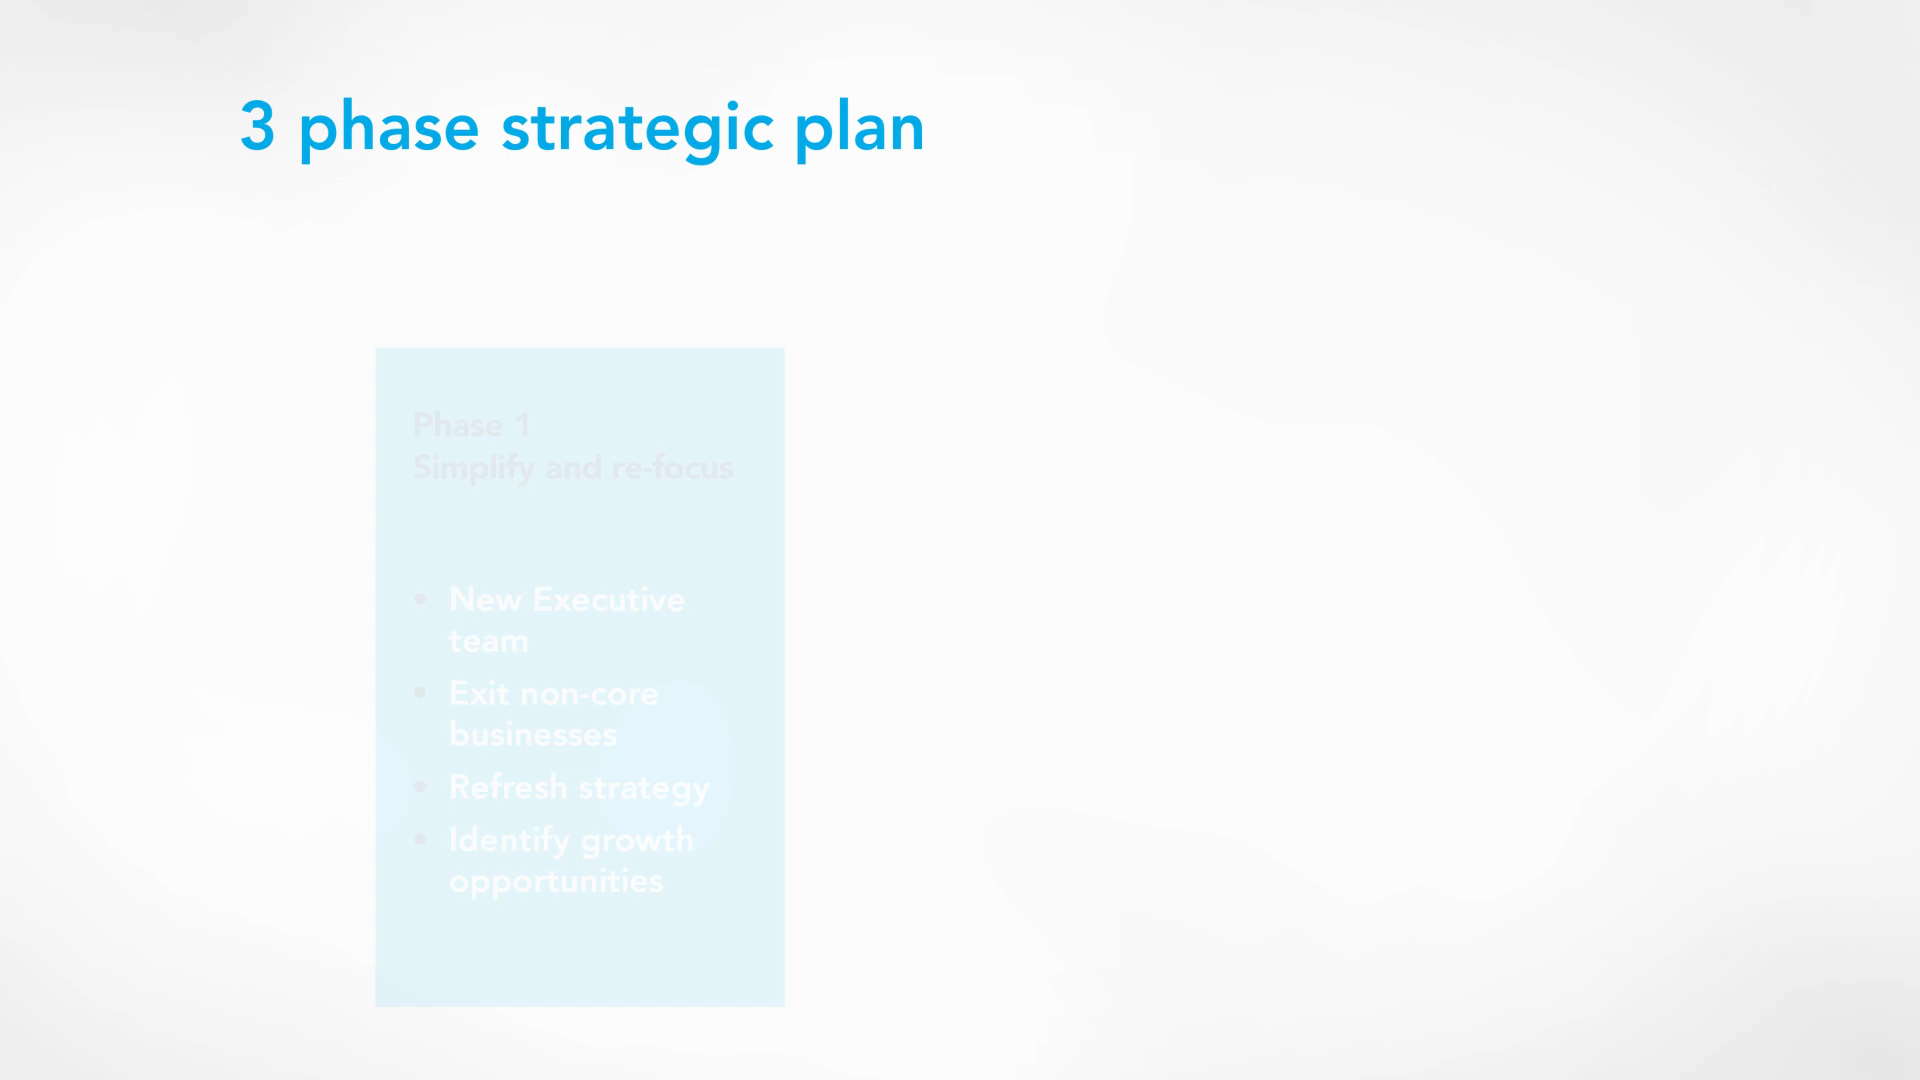 3 phase strategic plan
Phase 1
Simplify and re-focus
• New Executive
team
• Exit non-core
businesses
• Refresh strategy
• Identify growth
opportunities